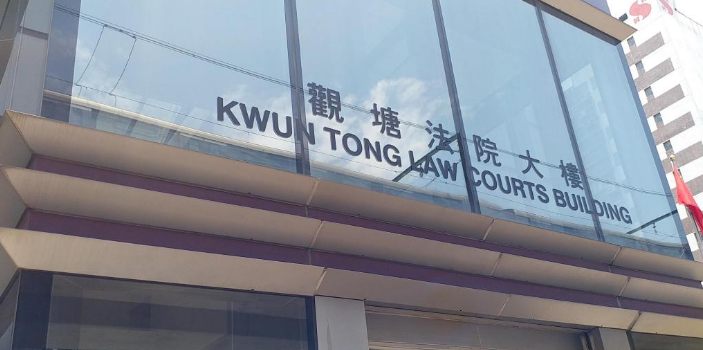 觀塘法院大樓
KWUN TONG LAW COURTS BUILDING